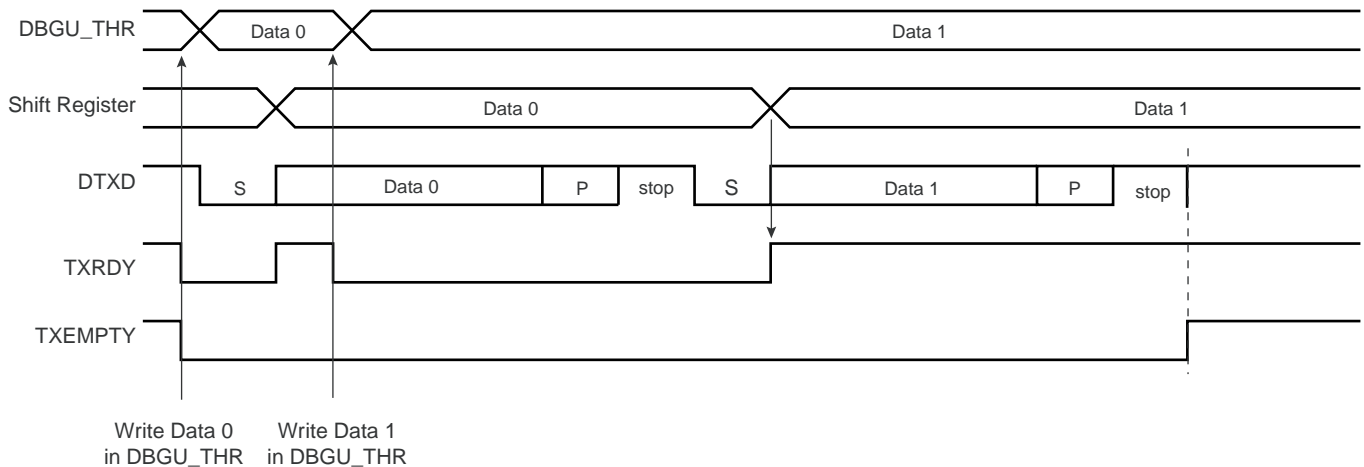 DBGU_THR Data 0 Data 1
Shift Register Data 0 Data 1
DTXD S Data 0 P stop S Data 1 P stop
TXRDY
TXEMPTY
Write Data 0 Write Data 1
in DBGU_THR in DBGU_THR